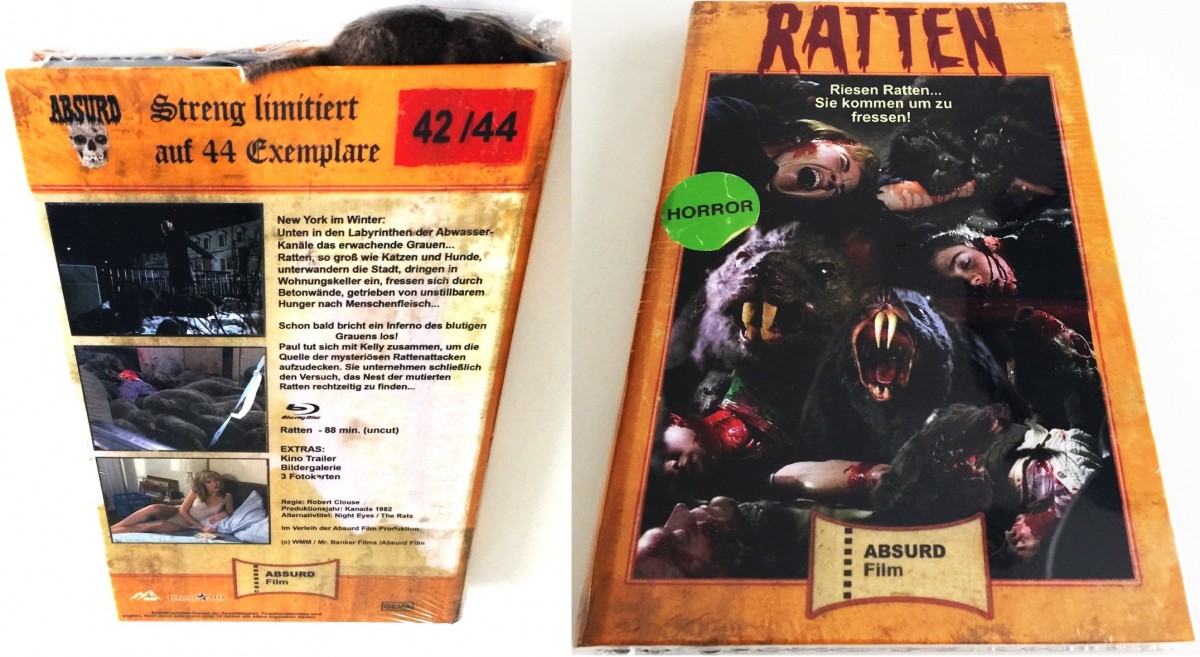 ABSURD
Streng limitiert
auf 44 Exemplare
42/44
New York im Winter:
Unten in den Labyrinthen der Abwasser-
Kanäle das erwachende Grauen...
Ratten, so groß wie Katzen und Hunde,
unterwandern die Stadt, dringen in
Wohnungskeller ein, fressen sich durch
Betonwände, getrieben von unstillbarem
Hunger nach Menschenfleisch...
Schon bald bricht ein Inferno des blutigen
Grauens los!
Paul tut sich mit Kelly zusammen, um die
Quelle der mysteriösen Rattenattacken
aufzudecken. Sie unternehmen schließlich
den Versuch, das Nest der mutierten
Ratten rechtzeitig zu finden...
Blu-ray Disc
Ratten - 88 min. (uncut)
EXTRAS:
Kino Trailer
Bildergalerie
3 Fotokarten
Regie: Robert Clouse
Produktionsjahr: Kanada 1982
Alternativtitel: Night Eyes / The Rats
Im Verleih der Absurd Film Produktion
(c) WMM / Mr. Banker Films /Absurd Film
ABSURD
Film
GEMA
RATTEN
Riesen Ratten...
Sie kommen um zu
fressen!
HORROR
ABSURD
Film